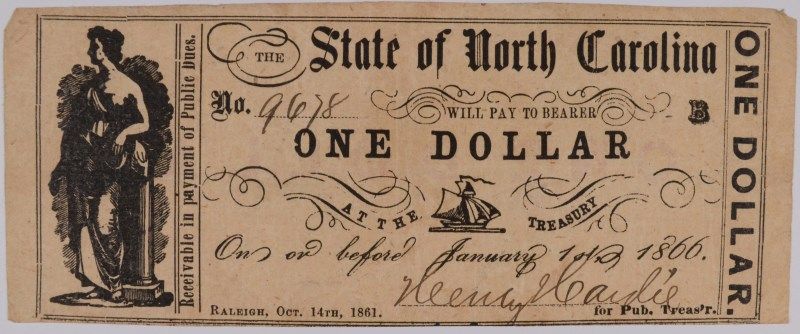 THE State of North Carolina
No. 9678 WILL PAY TO BEARER B
ONE DOLLAR
AT THE TREASURY
On or before January 1st 1866.
RALEIGH, OCT. 14TH, 1861. for Pub. Treas'r.
Receivable in payment of Public Dues.
ONE DOLLAR.